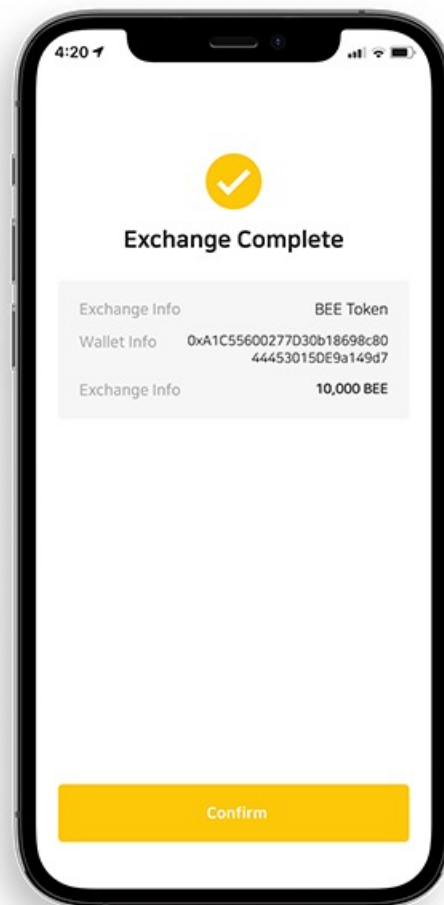 4:20
Exchange Complete
Exchange Info BEE Token
Wallet Info 0xA1C55600277D30b18698c80
44453015DE9a149d7
Exchange Info 10,000 BEE
Confirm